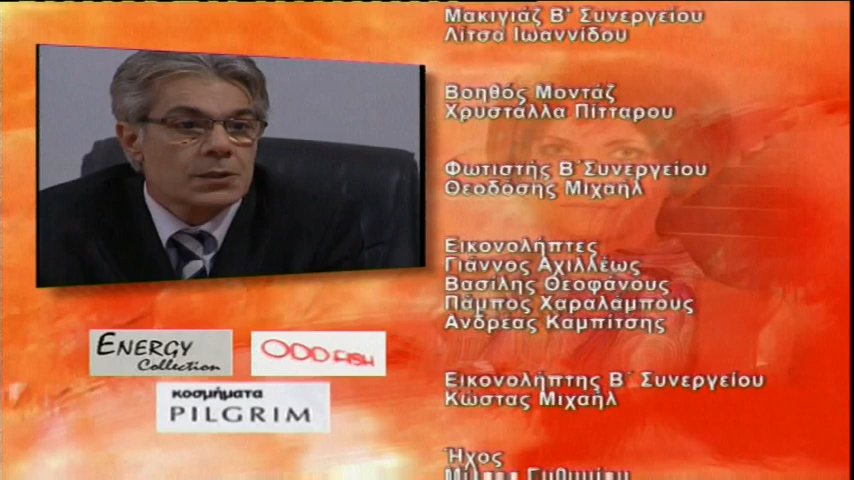 Μακιγιάζ Β' Συνεργείου
Λίτσα Ιωαννίδου
Βοηθός Μοντάζ
Χρυστάλλα Πίτταρου
Φωτιστής Β΄Συνεργείου
Θεοδόσης Μιχαήλ
Εικονολήπτες
Γιάννος Αχιλλέως
Βασίλης Θεοφάνους
Πάμπος Χαραλάμπους
Ανδρέας Καμπίτσης
Εικονολήπτης Β΄ Συνεργείου
Κώστας Μιχαήλ
Ήχος
ENERGY
Collection
ODD FISH
κοσμήματα
PILGRIM